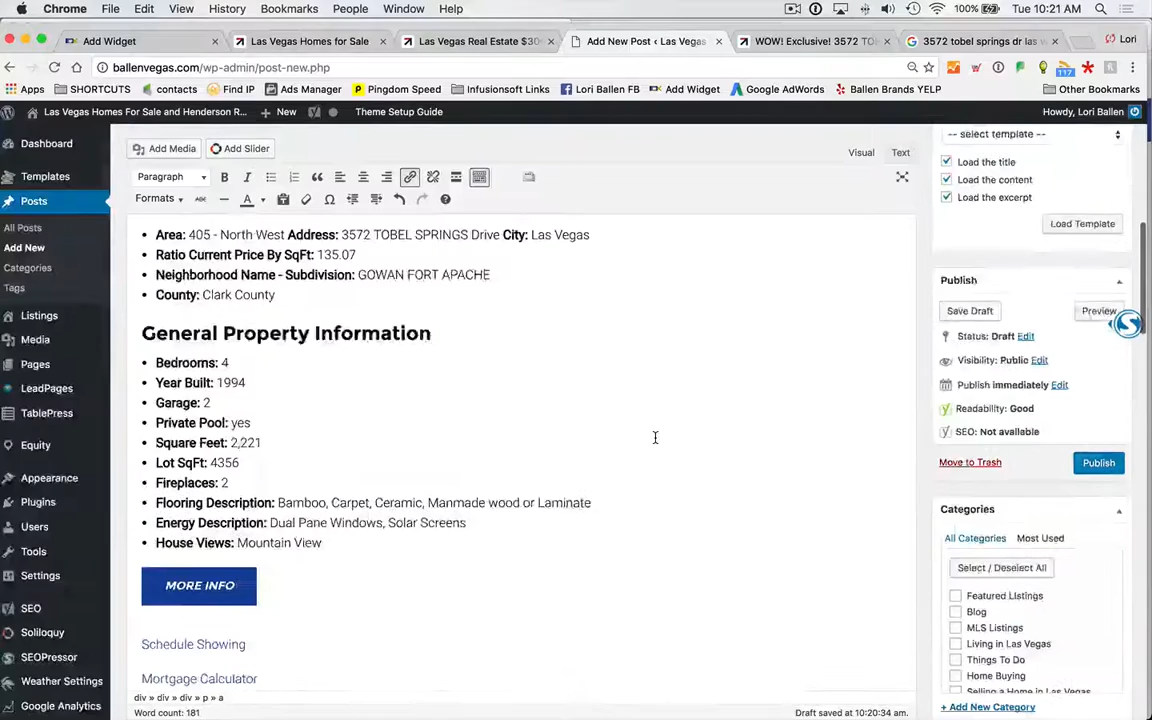 Chrome File Edit View History Bookmarks People Window Help 100% Tue 10:21 AM
Add Widget × Las Vegas Homes for Sale × Las Vegas Real Estate $30 × Add New Post ‹ Las Vegas × WOW! Exclusive! 3572 TO × 3572 tobel springs dr las × Lori
ballenvegas.com/wp-admin/post-new.php 117
Apps SHORTCUTS contacts Find IP Ads Manager Pingdom Speed Infusionsoft Links Lori Ballen FB Add Widget Google AdWords Ballen Brands YELP Other Bookmarks
Las Vegas Homes For Sale and Henderson R... New Theme Setup Guide Howdy, Lori Ballen
Dashboard
Templates
Posts
All Posts
Add New
Categories
Tags
Listings
Media
Pages
LeadPages
TablePress
Equity
Appearance
Plugins
Users
Tools
Settings
SEO
Soliloquy
SEOPressor
Weather Settings
Google Analytics
Add Media Add Slider Visual Text
Paragraph B I
Formats ABC A Ω
Area: 405 - North West Address: 3572 TOBEL SPRINGS Drive City: Las Vegas
Ratio Current Price By SqFt: 135.07
Neighborhood Name - Subdivision: GOWAN FORT APACHE
County: Clark County
General Property Information
Bedrooms: 4
Year Built: 1994
Garage: 2
Private Pool: yes
Square Feet: 2,221
Lot SqFt: 4356
Fireplaces: 2
Flooring Description: Bamboo, Carpet, Ceramic, Manmade wood or Laminate
Energy Description: Dual Pane Windows, Solar Screens
House Views: Mountain View
MORE INFO
Schedule Showing
Mortgage Calculator
div » div » div » p » a
Word count: 181 Draft saved at 10:20:34 am.
-- select template --
Load the title
Load the content
Load the excerpt
Load Template
Publish
Save Draft Preview
Status: Draft Edit
Visibility: Public Edit
Publish immediately Edit
Readability: Good
SEO: Not available
Move to Trash Publish
Categories
All Categories Most Used
Select / Deselect All
Featured Listings
Blog
MLS Listings
Living in Las Vegas
Things To Do
Home Buying
Selling a Home in Las Vegas
+ Add New Category